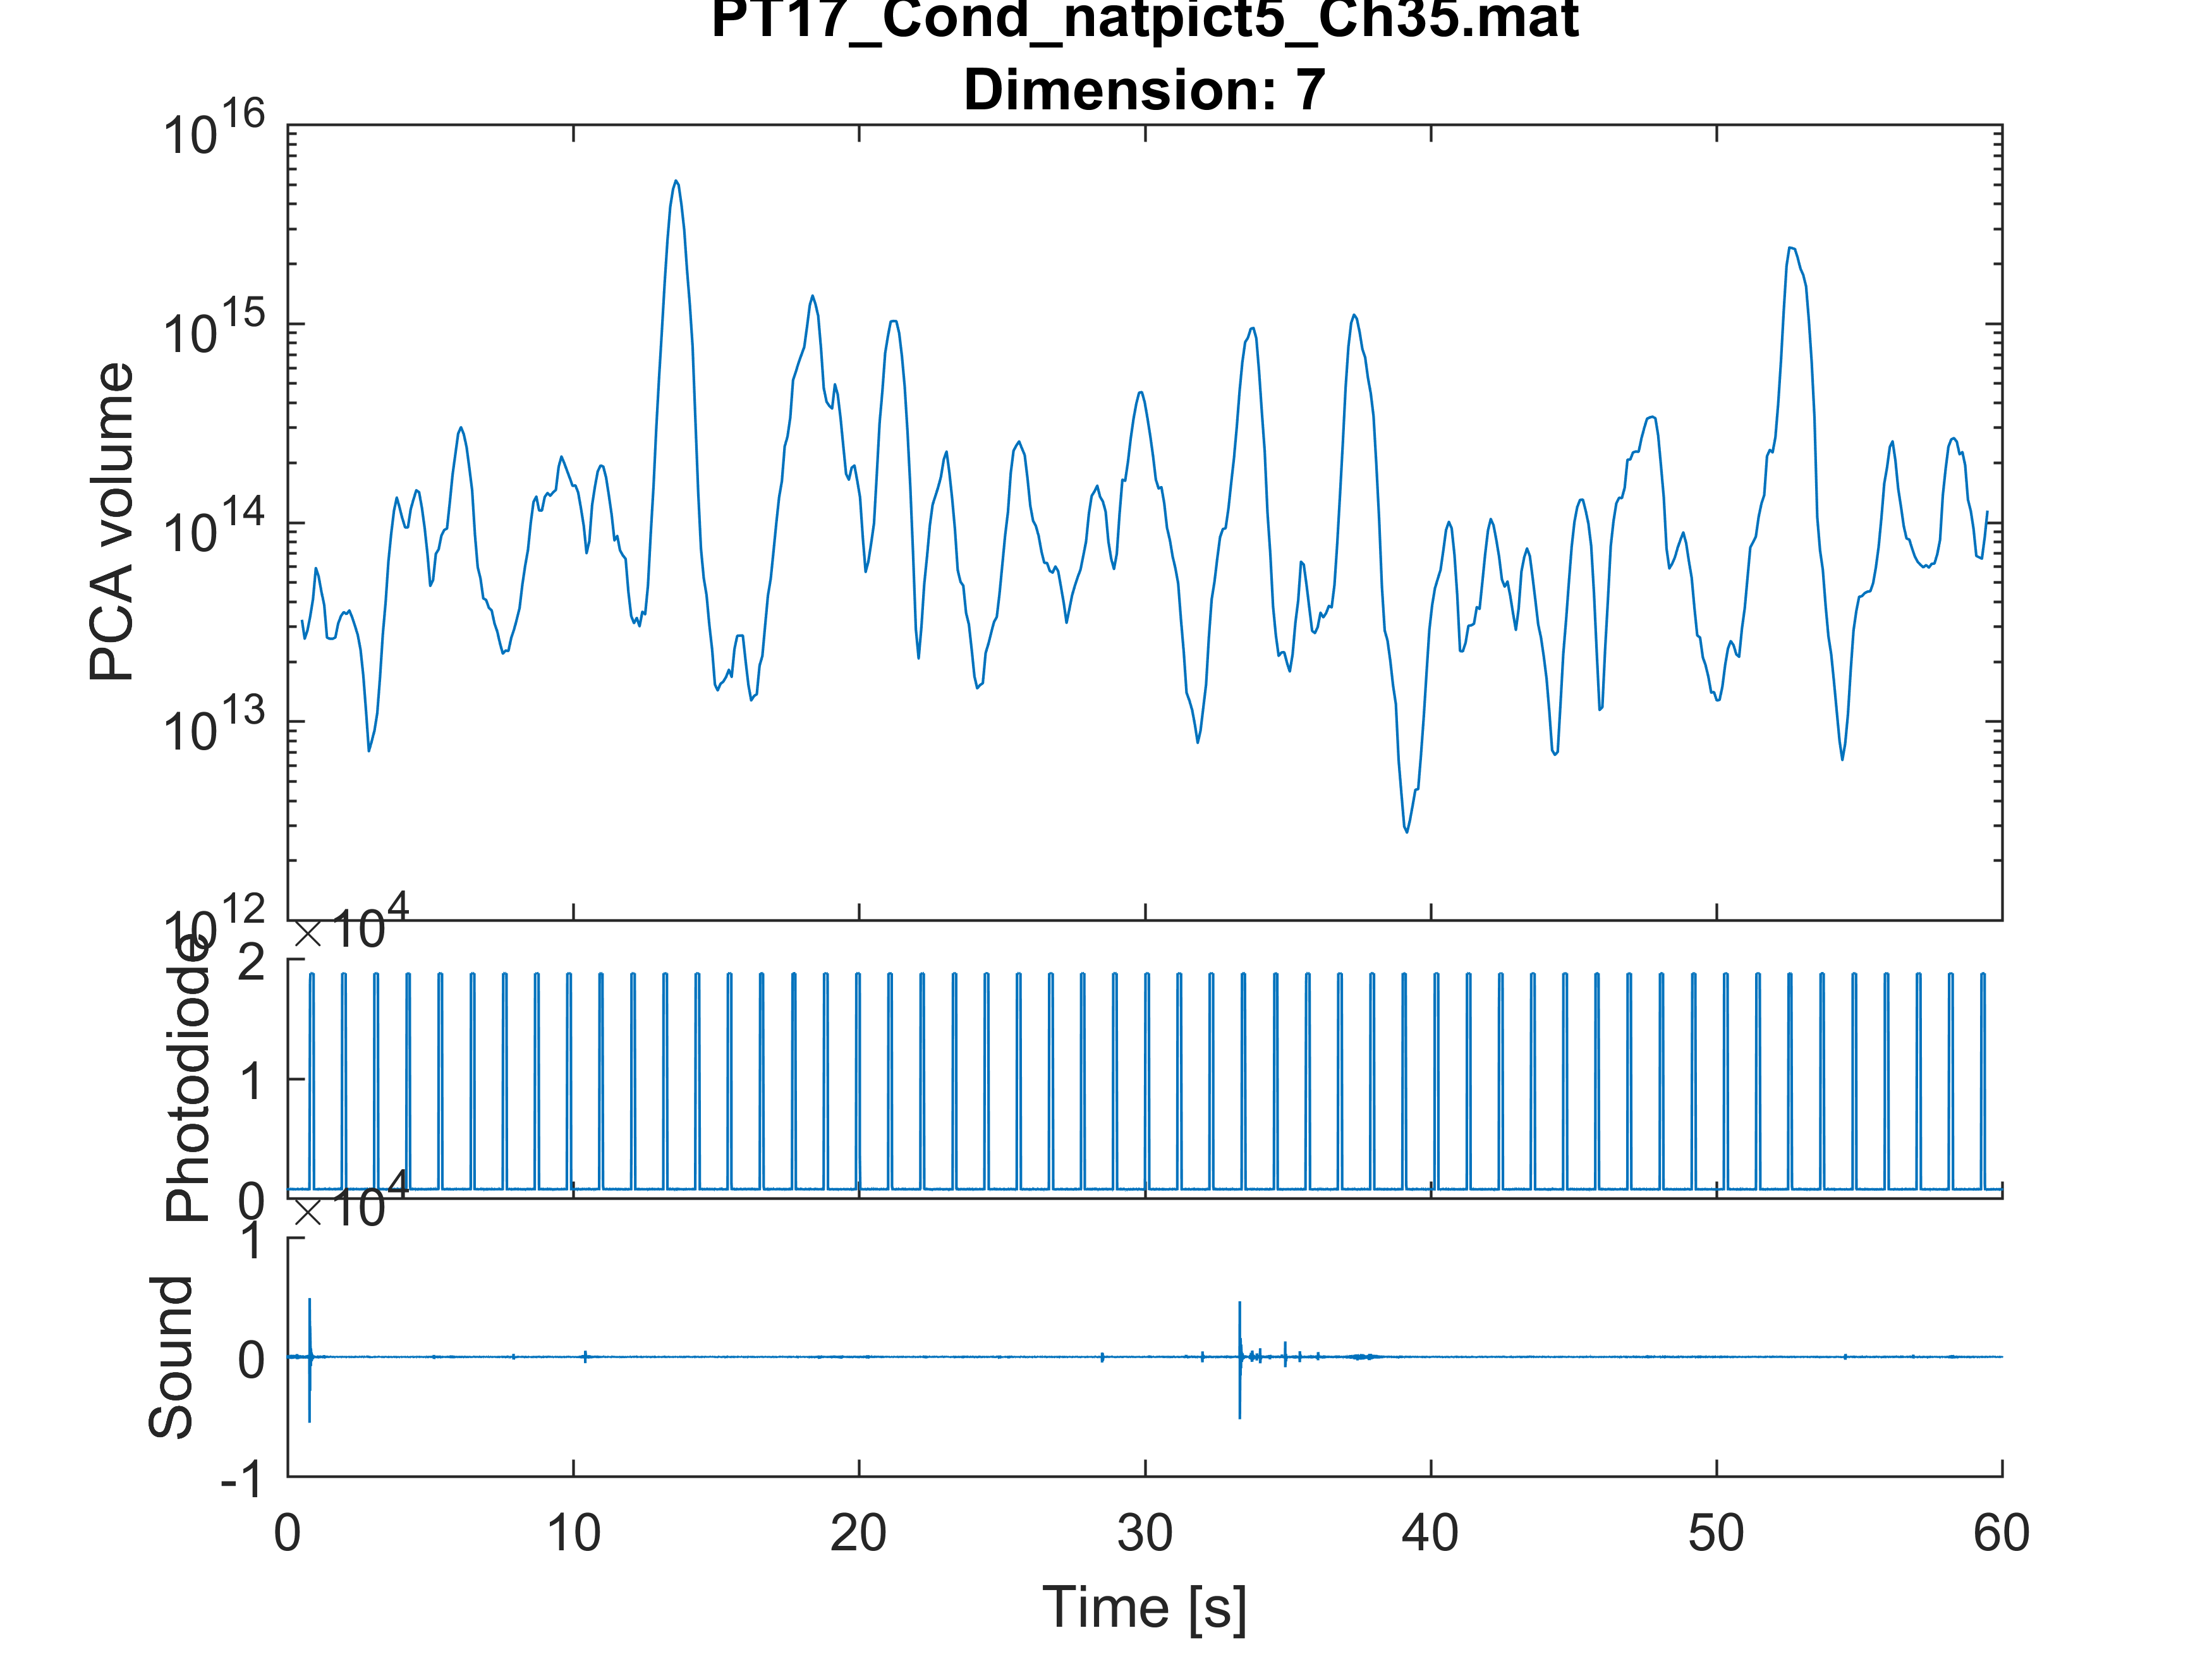 PT17_Cond_natpict5_Ch35.mat
Dimension: 7
PCA volume
10^16
10^15
10^14
10^13
10^12
× 10^4
Photodiode
2
1
0
× 10^4
Sound
1
0
-1
0 10 20 30 40 50 60
Time [s]